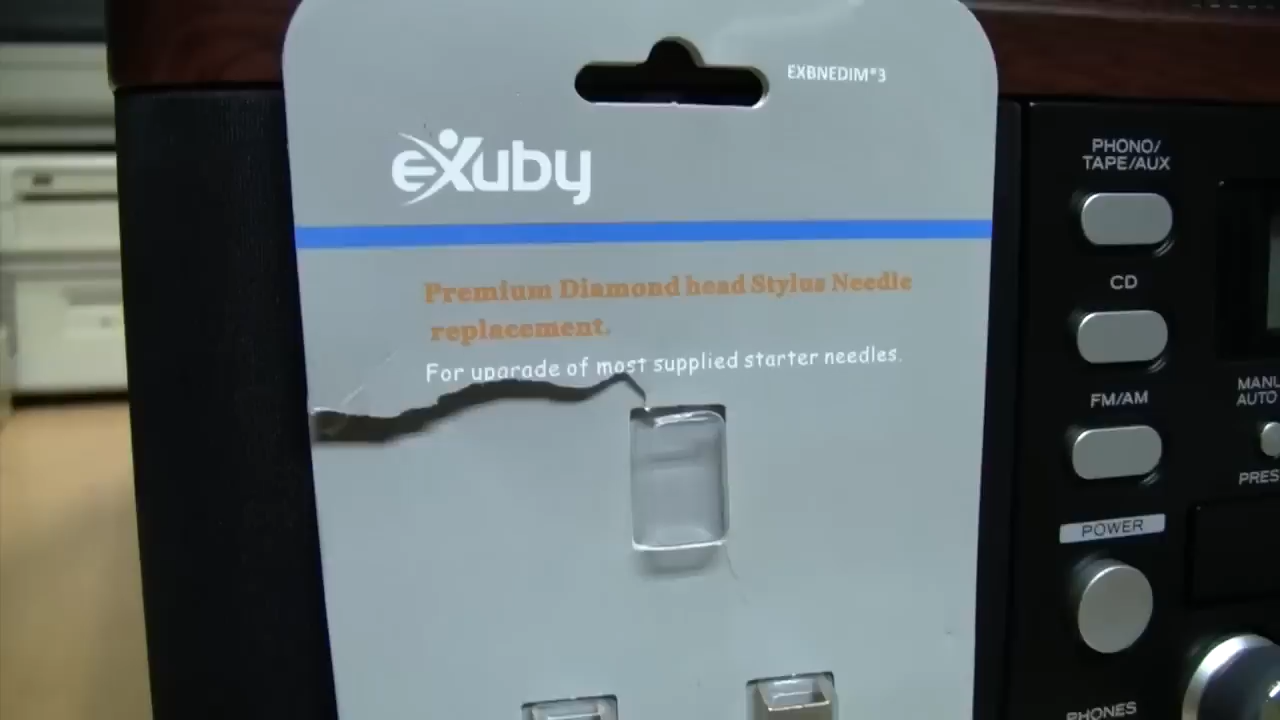 EXBNEDIM*3
eXuby
Premium Diamond head Stylus Needle
replacement.
For upgrade of most supplied starter needles.
PHONO/
TAPE/AUX
CD
FM/AM
POWER
PHONES